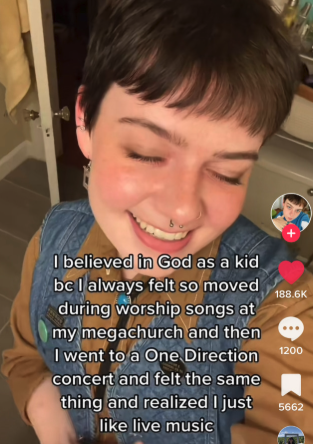 I believed in God as a kid
bc I always felt so moved
during worship songs at
my megachurch and then
I went to a One Direction
concert and felt the same
thing and realized I just
like live music
188.6K
1200
5662